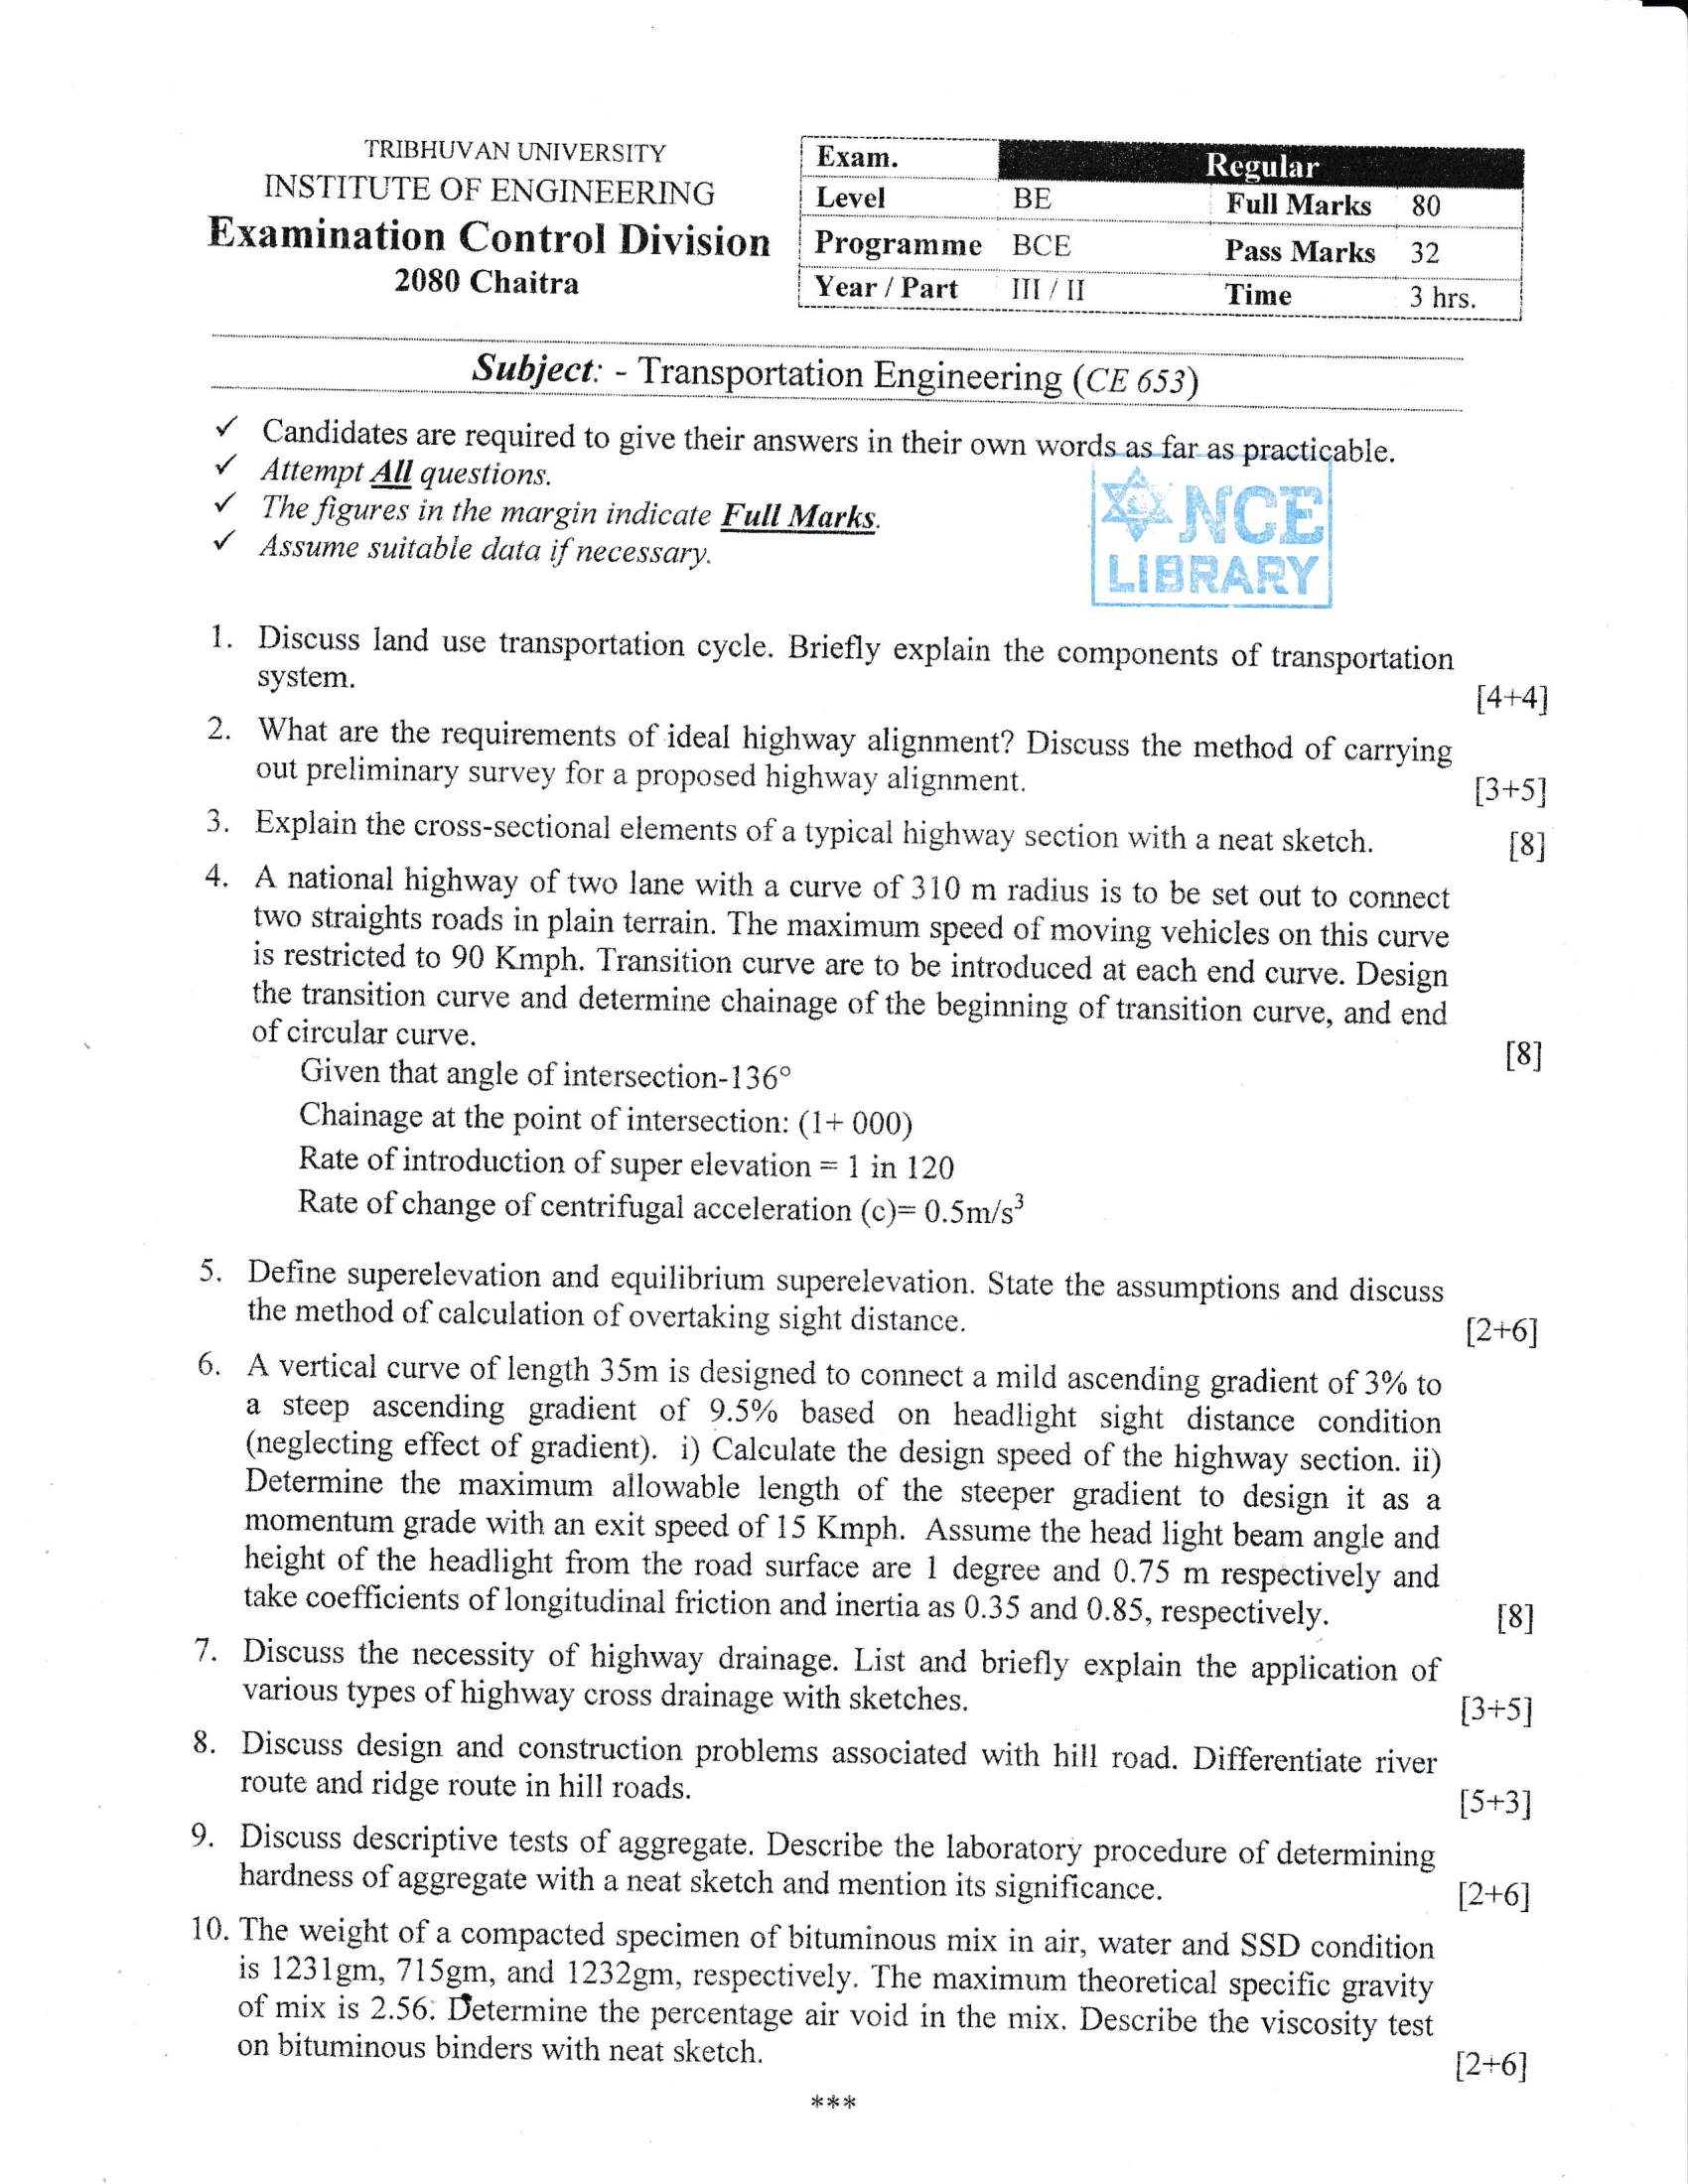 TRIBHUVAN UNIVERSITY
INSTITUTE OF ENGINEERING
Examination Control Division
2080 Chaitra
Exam. Regular
Level BE Full Marks 80
Programme BCE Pass Marks 32
Year / Part III / II Time 3 hrs.
Subject: - Transportation Engineering (CE 653)
✓ Candidates are required to give their answers in their own words as far as practicable.
✓ Attempt All questions.
✓ The figures in the margin indicate Full Marks.
✓ Assume suitable data if necessary.
NCE
LIBRARY
1. Discuss land use transportation cycle. Briefly explain the components of transportation
system. [4+4]
2. What are the requirements of ideal highway alignment? Discuss the method of carrying
out preliminary survey for a proposed highway alignment. [3+5]
3. Explain the cross-sectional elements of a typical highway section with a neat sketch. [8]
4. A national highway of two lane with a curve of 310 m radius is to be set out to connect
two straights roads in plain terrain. The maximum speed of moving vehicles on this curve
is restricted to 90 Kmph. Transition curve are to be introduced at each end curve. Design
the transition curve and determine chainage of the beginning of transition curve, and end
of circular curve. [8]
Given that angle of intersection-136°
Chainage at the point of intersection: (1+ 000)
Rate of introduction of super elevation = 1 in 120
Rate of change of centrifugal acceleration (c)= 0.5m/s³
5. Define superelevation and equilibrium superelevation. State the assumptions and discuss
the method of calculation of overtaking sight distance. [2+6]
6. A vertical curve of length 35m is designed to connect a mild ascending gradient of 3% to
a steep ascending gradient of 9.5% based on headlight sight distance condition
(neglecting effect of gradient). i) Calculate the design speed of the highway section. ii)
Determine the maximum allowable length of the steeper gradient to design it as a
momentum grade with an exit speed of 15 Kmph. Assume the head light beam angle and
height of the headlight from the road surface are 1 degree and 0.75 m respectively and
take coefficients of longitudinal friction and inertia as 0.35 and 0.85, respectively. [8]
7. Discuss the necessity of highway drainage. List and briefly explain the application of
various types of highway cross drainage with sketches. [3+5]
8. Discuss design and construction problems associated with hill road. Differentiate river
route and ridge route in hill roads. [5+3]
9. Discuss descriptive tests of aggregate. Describe the laboratory procedure of determining
hardness of aggregate with a neat sketch and mention its significance. [2+6]
10. The weight of a compacted specimen of bituminous mix in air, water and SSD condition
is 1231gm, 715gm, and 1232gm, respectively. The maximum theoretical specific gravity
of mix is 2.56. Determine the percentage air void in the mix. Describe the viscosity test
on bituminous binders with neat sketch. [2+6]
***